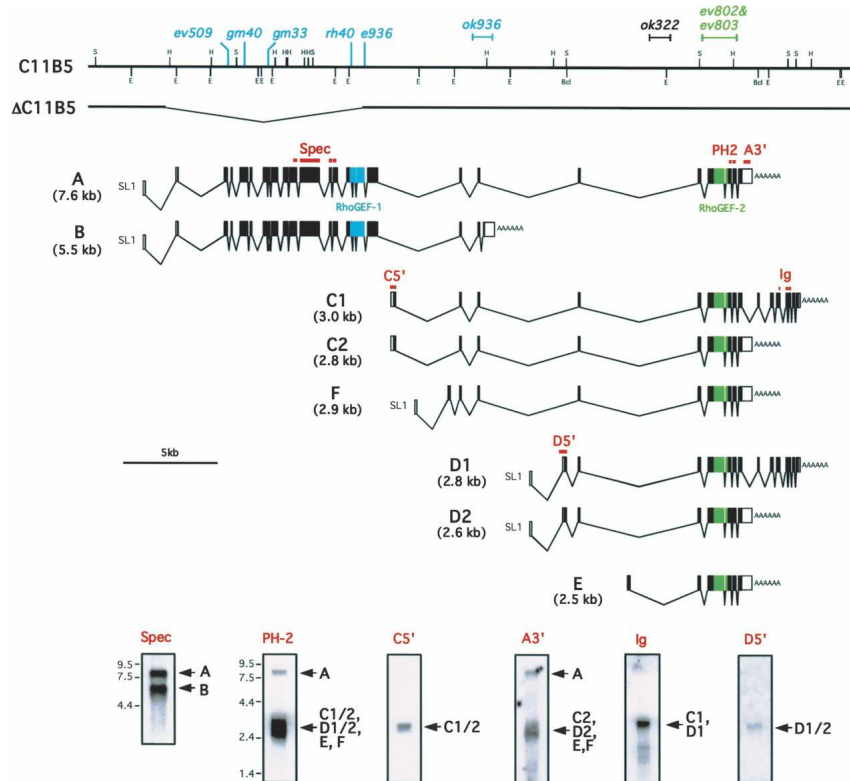 ev802&
ev509 gm40 gm33 rh40 e936 ok936 ok322 ev803
S H H S H HH HHS H H S S H S S H
C11B5
E E EE E E E E E E Bcl E Bcl E EE
ΔC11B5
Spec PH2 A3'
A SL1 AAAAAA
(7.6 kb)
RhoGEF-1 RhoGEF-2
B SL1 AAAAAA
(5.5 kb)
C5' Ig
C1 AAAAAA
(3.0 kb)
C2 AAAAAA
(2.8 kb)
F SL1 AAAAAA
(2.9 kb)
5kb
D5'
D1 SL1 AAAAAA
(2.8 kb)
D2 SL1 AAAAAA
(2.6 kb)
E AAAAAA
(2.5 kb)
Spec PH-2 C5' A3' Ig D5'
9.5
7.5
4.4
A
B
9.5
7.5
4.4
2.4
1.4
A
C1/2,
D1/2,
E, F
C1/2
A
C2,
D2,
E,F
C1,
D1
D1/2